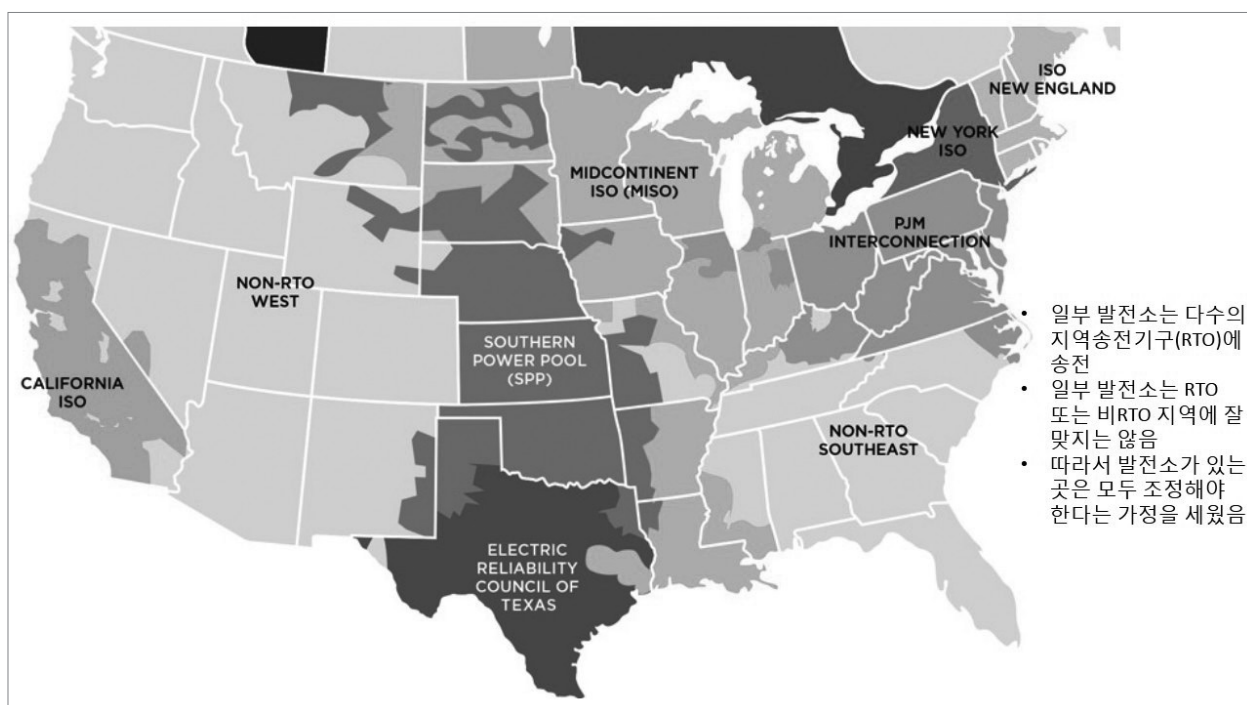 ISO
NEW ENGLAND
NEW YORK
ISO
MIDCONTINENT
ISO (MISO)
PJM
INTERCONNECTION
NON-RTO
WEST
SOUTHERN
POWER POOL
(SPP)
CALIFORNIA
ISO
NON-RTO
SOUTHEAST
ELECTRIC
RELIABILITY
COUNCIL OF
TEXAS
• 일부 발전소는 다수의
지역송전기구(RTO)에
송전
• 일부 발전소는 RTO
또는 비RTO 지역에 잘
맞지는 않음
• 따라서 발전소가 있는
곳은 모두 조정해야
한다는 가정을 세웠음